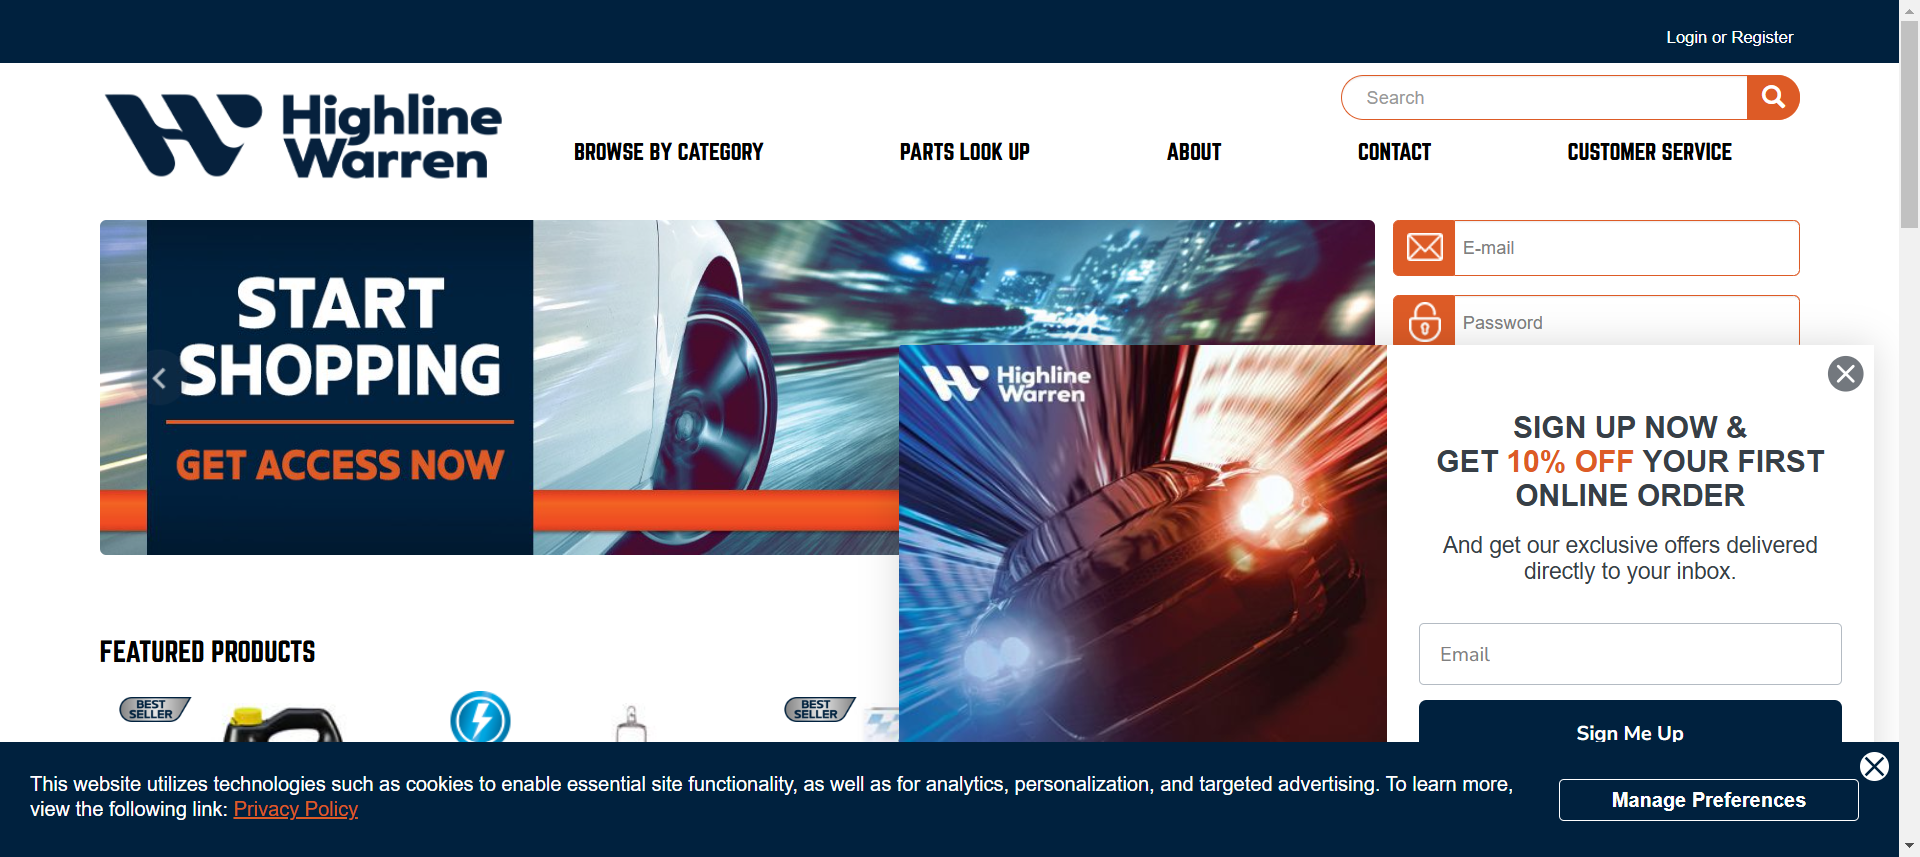 Login or Register
Highline
Warren
Search
BROWSE BY CATEGORY
PARTS LOOK UP
ABOUT
CONTACT
CUSTOMER SERVICE
START
SHOPPING
GET ACCESS NOW
E-mail
Password
Highline
Warren
SIGN UP NOW &
GET 10% OFF YOUR FIRST
ONLINE ORDER
And get our exclusive offers delivered
directly to your inbox.
Email
Sign Me Up
FEATURED PRODUCTS
BEST
SELLER
BEST
SELLER
This website utilizes technologies such as cookies to enable essential site functionality, as well as for analytics, personalization, and targeted advertising. To learn more,
view the following link: Privacy Policy
Manage Preferences